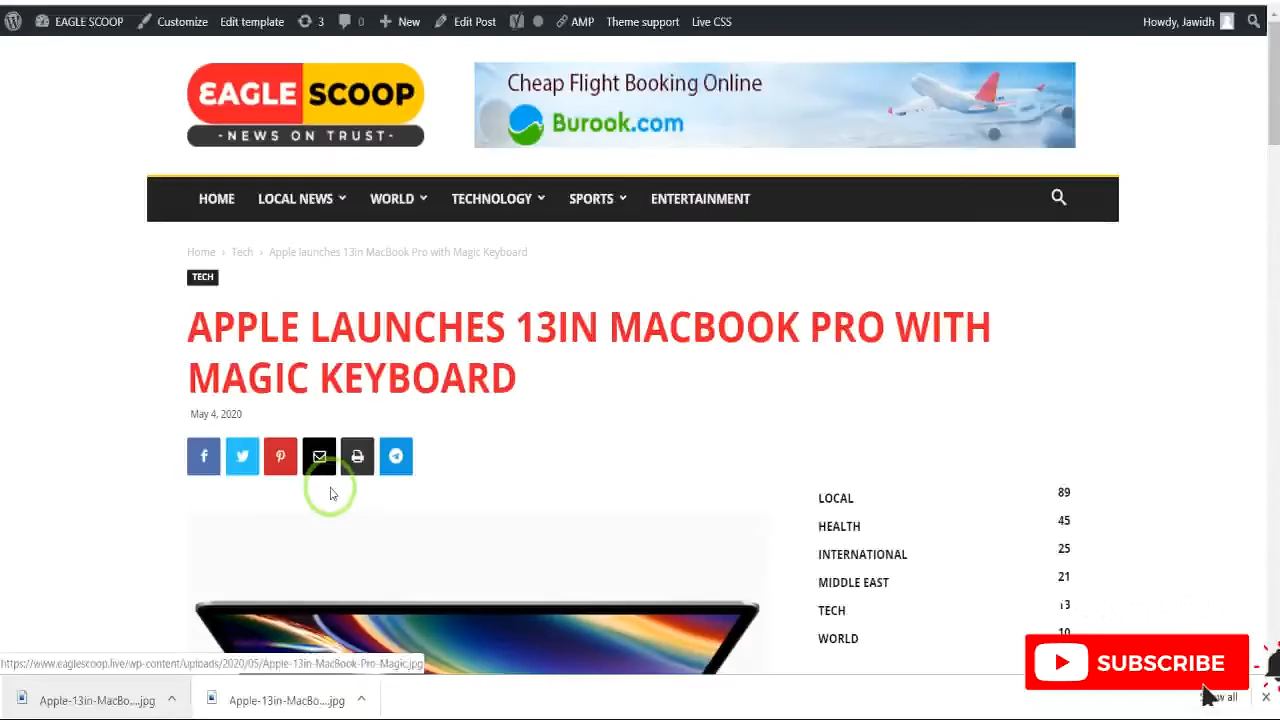 EAGLE SCOOP
Customize
Edit template
3
0
New
Edit Post
AMP
Theme support
Live CSS
Howdy, Jawidh
EAGLE SCOOP
-NEWS ON TRUST-
Cheap Flight Booking Online
Burook.com
HOME
LOCAL NEWS
WORLD
TECHNOLOGY
SPORTS
ENTERTAINMENT
Home › Tech › Apple launches 13in MacBook Pro with Magic Keyboard
TECH
APPLE LAUNCHES 13IN MACBOOK PRO WITH
MAGIC KEYBOARD
May 4, 2020
LOCAL 89
HEALTH 45
INTERNATIONAL 25
MIDDLE EAST 21
TECH 13
WORLD 10
https://www.eaglescoop.live/wp-content/uploads/2020/05/Apple-13in-MacBook-Pro-Magic.jpg
SUBSCRIBE
Apple-13in-MacBo....jpg
Apple-13in-MacBo....jpg
all